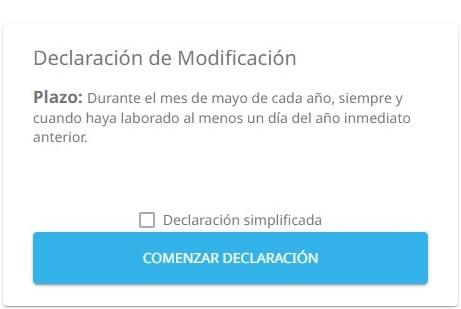 Declaración de Modificación
Plazo: Durante el mes de mayo de cada año, siempre y
cuando haya laborado al menos un día del año inmediato
anterior.
Declaración simplificada
COMENZAR DECLARACIÓN